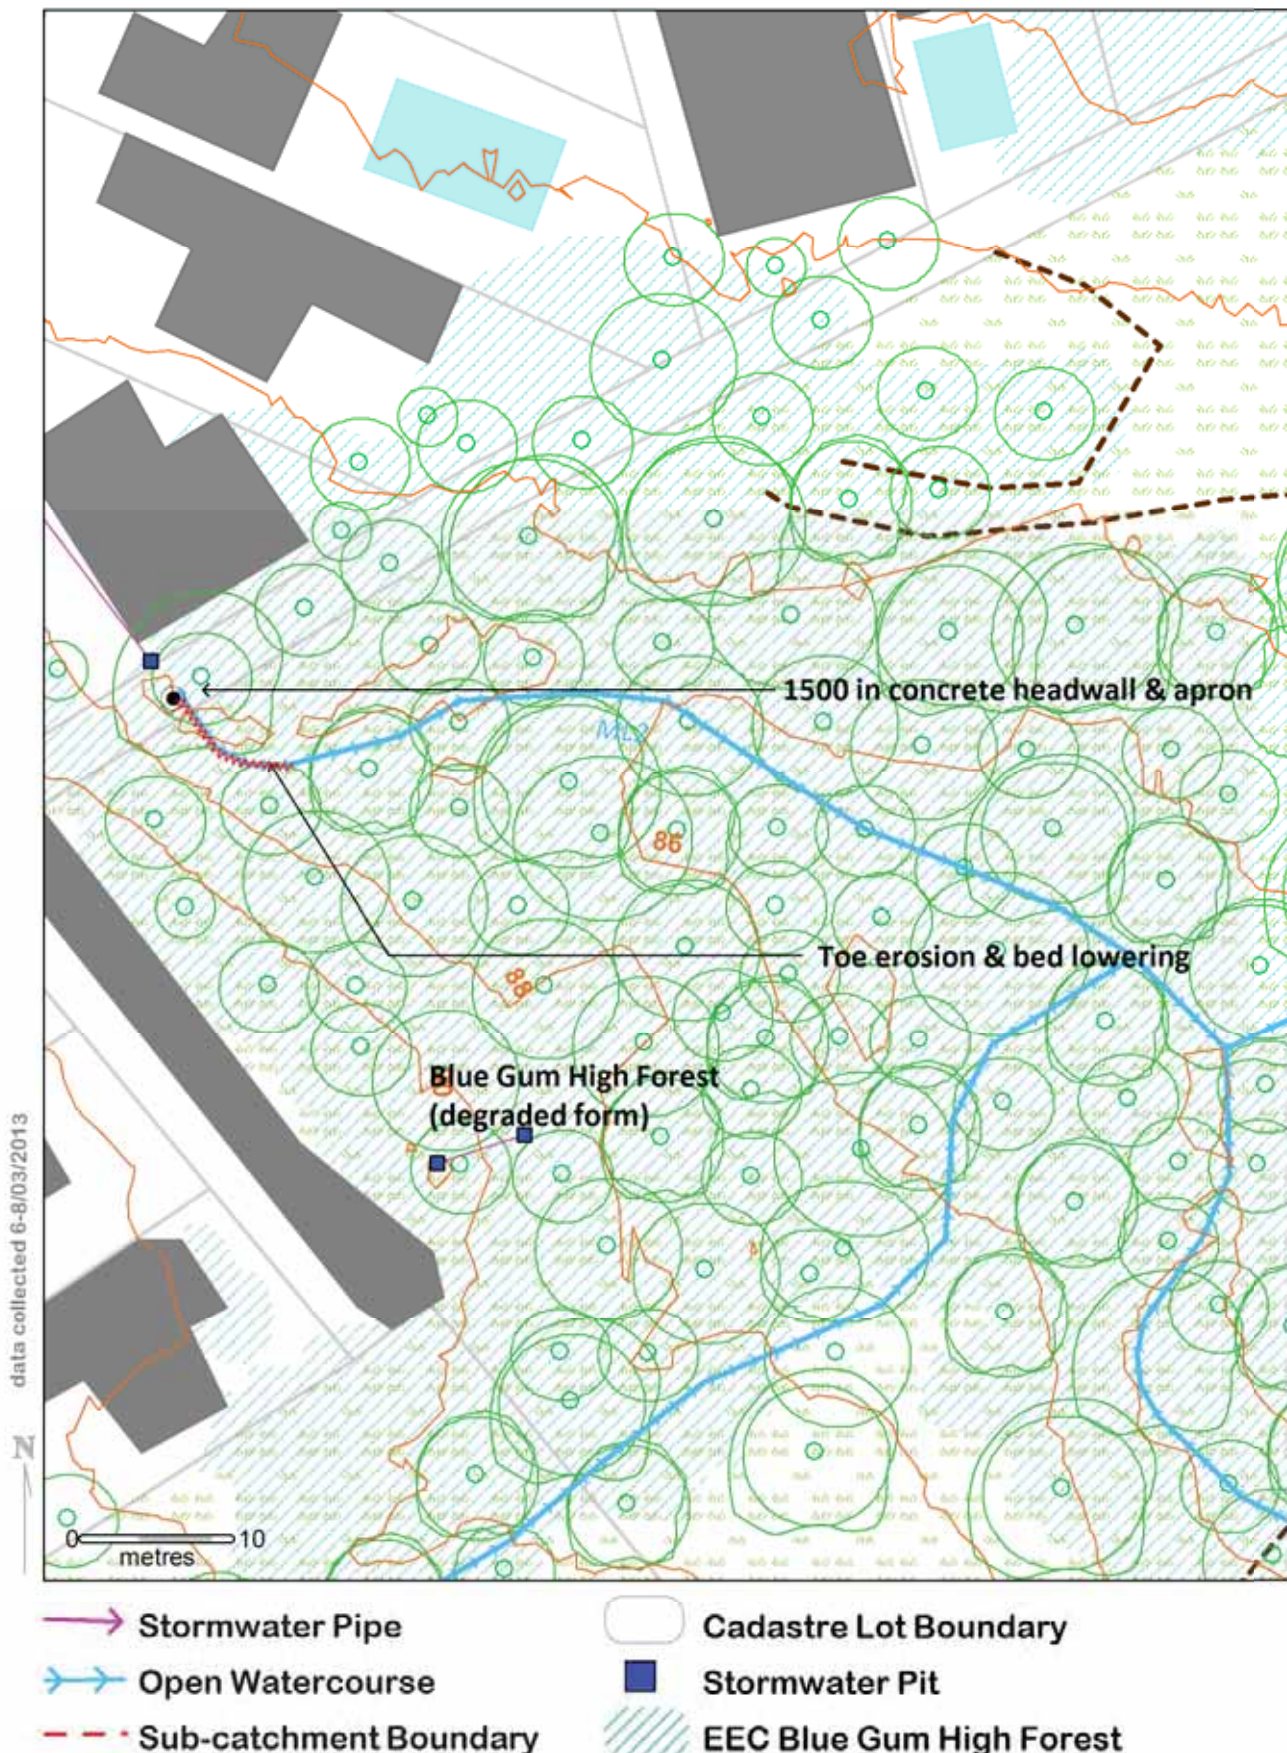 1500 in concrete headwall & apron
ML2
86
Toe erosion & bed lowering
88
Blue Gum High Forest
(degraded form)
data collected 6-8/03/2013
N
0 10
metres
Stormwater Pipe
Cadastre Lot Boundary
Open Watercourse
Stormwater Pit
Sub-catchment Boundary
EEC Blue Gum High Forest